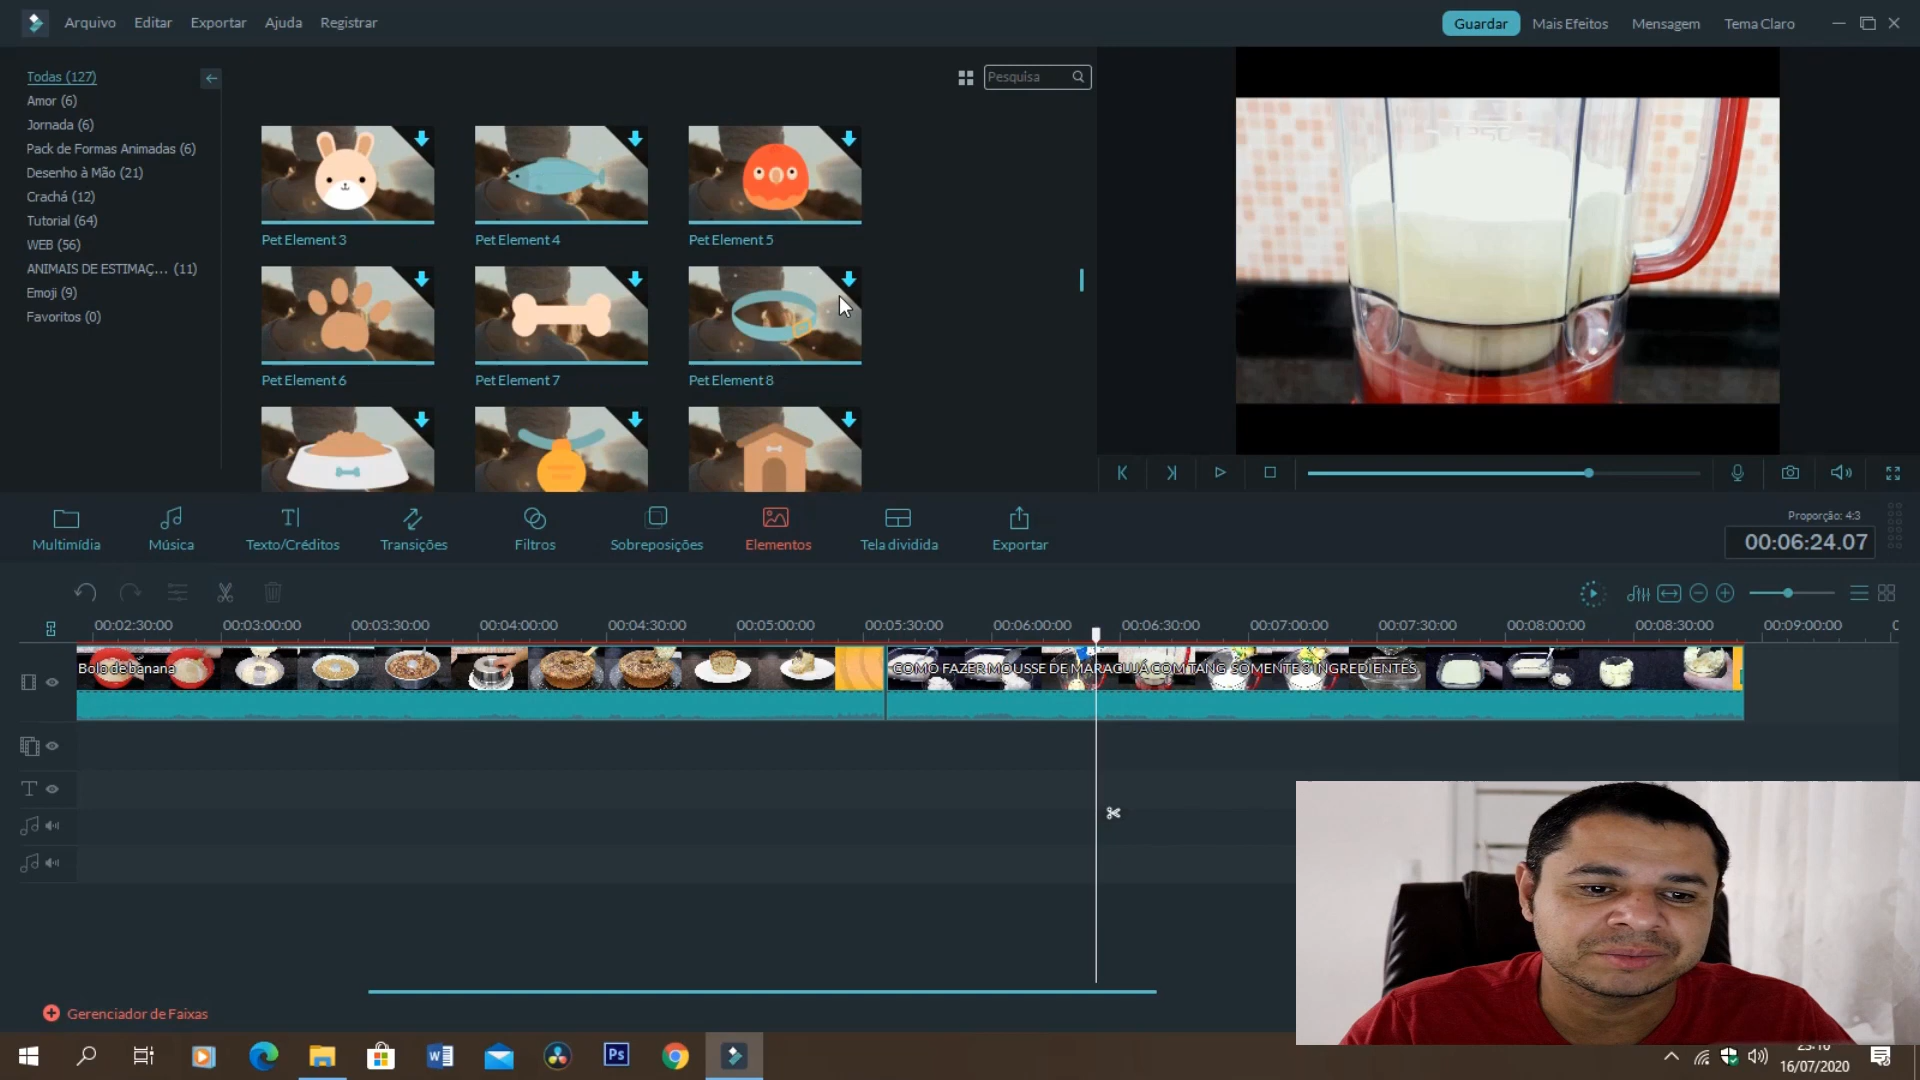 Arquivo Editar Exportar Ajuda Registrar
Guardar Mais Efeitos Mensagem Tema Claro
Todas (127)
Amor (6)
Jornada (6)
Pack de Formas Animadas (6)
Desenho à Mão (21)
Crachá (12)
Tutorial (64)
WEB (56)
ANIMAIS DE ESTIMAÇ... (11)
Emoji (9)
Favoritos (0)
Pesquisa
Pet Element 3 Pet Element 4 Pet Element 5
Pet Element 6 Pet Element 7 Pet Element 8
Multimídia Música Texto/Créditos Transições Filtros Sobreposições Elementos Tela dividida Exportar
Proporção: 4:3
00:06:24.07
00:02:30:00 00:03:00:00 00:03:30:00 00:04:00:00 00:04:30:00 00:05:00:00 00:05:30:00 00:06:00:00 00:06:30:00 00:07:00:00 00:07:30:00 00:08:00:00 00:08:30:00 00:09:00:00
Bolo de banana
COMO FAZER MOUSSE DE MARACUJÁ COM TANG SOMENTE 3 INGREDIENTES
Gerenciador de Faixas
Ps
16/07/2020